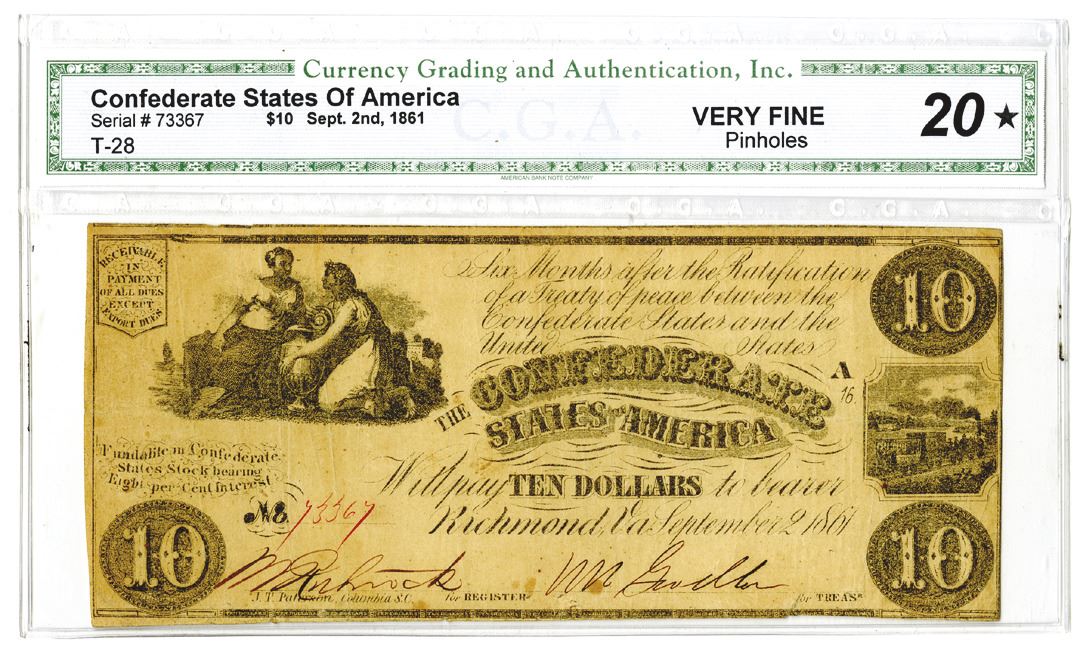 Currency Grading and Authentication, Inc.
Confederate States Of America
Serial # 73367 $10 Sept. 2nd, 1861
T-28
VERY FINE
Pinholes
20★
C.G.A.
AMERICAN BANK NOTE COMPANY
RECEIVABLE
IN
PAYMENT
OF ALL DUES
EXCEPT
EXPORT DUES
Six Months after the Ratification
of a Treaty of peace between the
Confederate States and the
United States
10
A
16
THE CONFEDERATE
STATES OF AMERICA
Fundable in Confederate
States Stock bearing
Eight per Cent Interest
Will pay TEN DOLLARS to bearer
No. 73367
Richmond, Va September 2 1861
10
10
J. T. Paterson, Columbia S.C. for REGISTER for TREASR